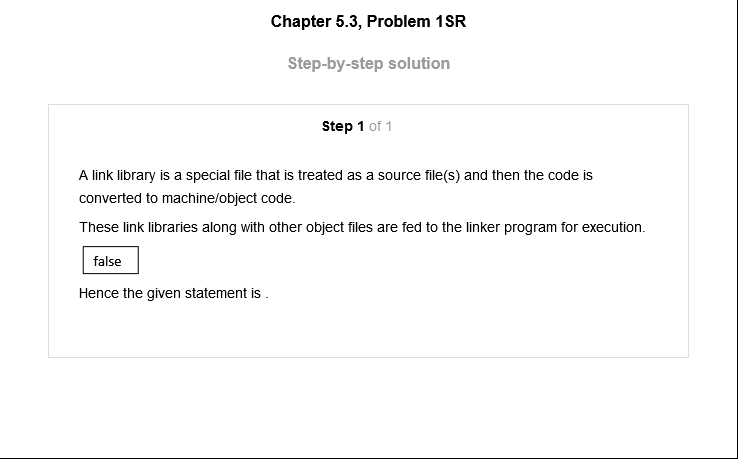 Chapter 5.3, Problem 1SR
Step-by-step solution
Step 1 of 1
A link library is a special file that is treated as a source file(s) and then the code is
converted to machine/object code.
These link libraries along with other object files are fed to the linker program for execution.
false
Hence the given statement is .